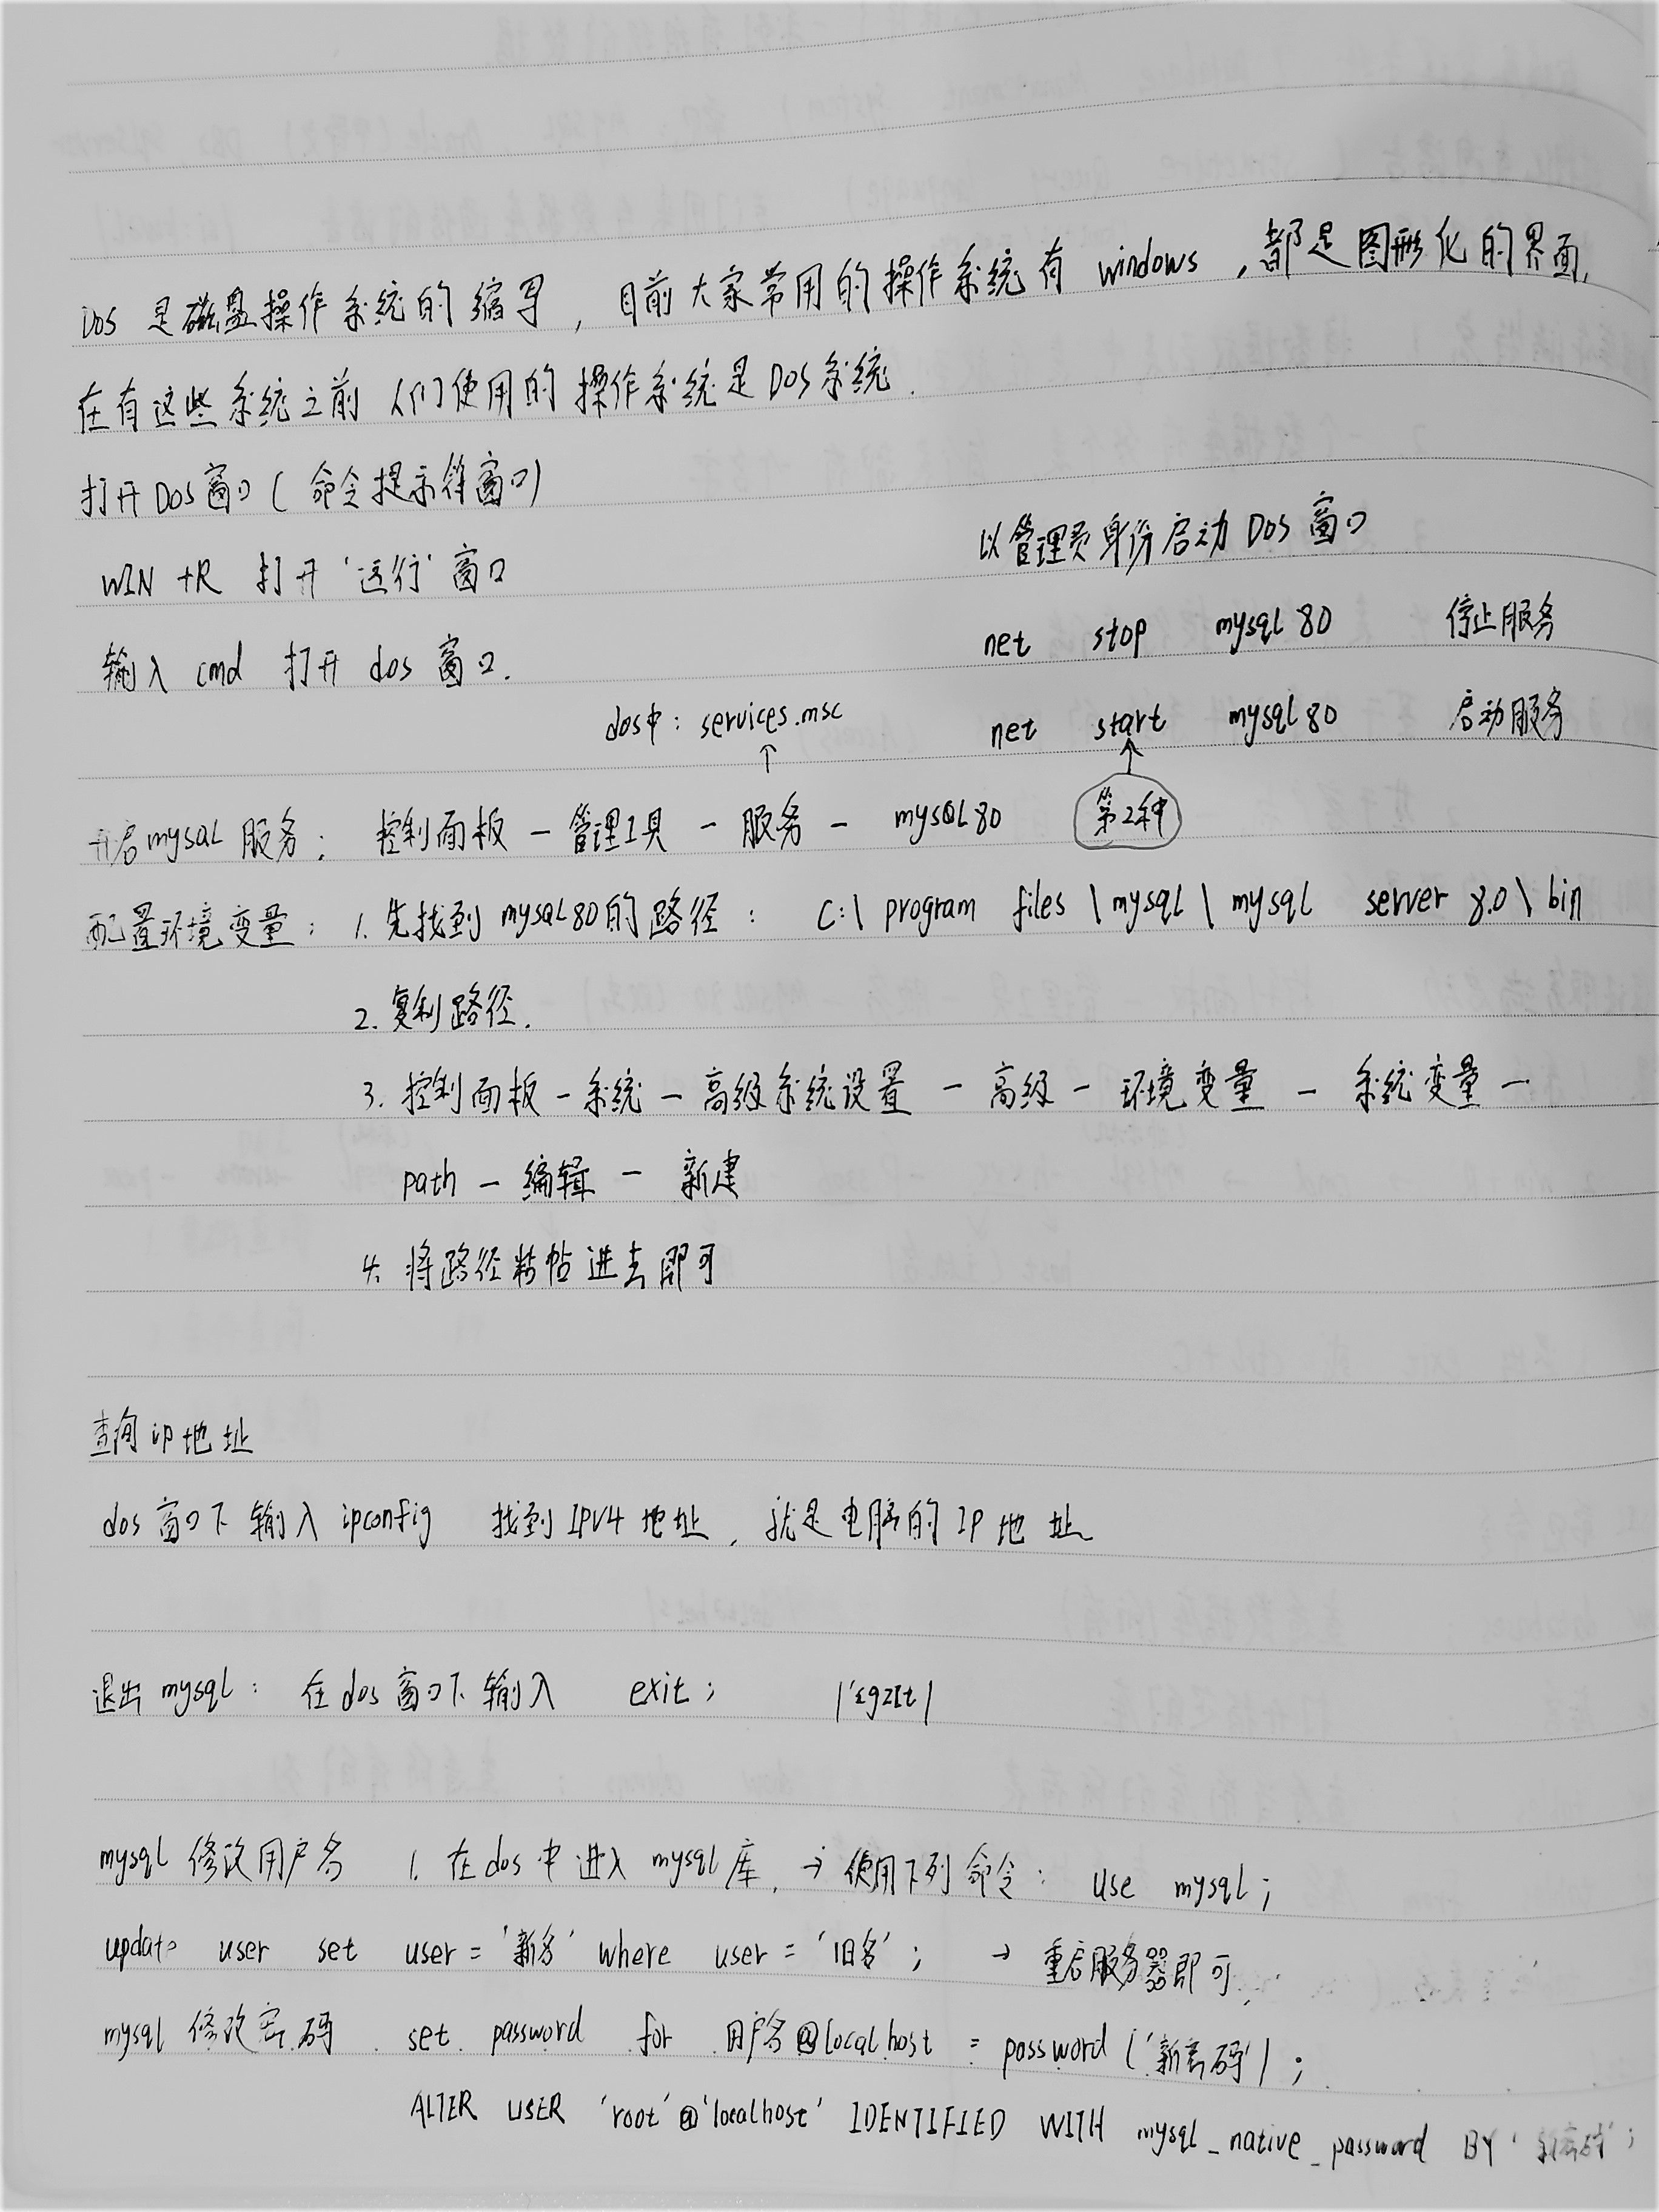 DOS 是磁盘操作系统的缩写，目前大家常用的操作系统有 windows，都是图形化的界面，
在有这些系统之前 人们使用的操作系统是DOS系统.
打开DOS窗口(命令提示符窗口)
WIN +R 打开'运行'窗口
输入 cmd 打开 dos 窗口.
以管理员身份启动 DOS 窗口
net stop mysql 80 停止服务
net start mysql 80 启动服务
↑
第2种
dos中: services.msc
↑
开启mysql 服务: 控制面板 - 管理工具 - 服务 - mySQL 80
配置环境变量: 1. 先找到 mySQL80的路径: C:\ program files \ mysql \ mysql server 8.0 \ bin
2. 复制路径.
3. 控制面板 - 系统 - 高级系统设置 - 高级 - 环境变量 - 系统变量 -
path - 编辑 - 新建
4. 将路径粘帖进去即可
查询ip地址
dos 窗口下输入 ipconfig 找到 IPV4 地址, 就是电脑的 IP 地址
退出 mysql: 在dos窗口下输入 exit;
mysql 修改用户名 1. 在dos中进入 mysql 库. → 使用下列命令: use mysql;
update user set user = '新名' where user = '旧名'; → 重启服务器即可,
mysql 修改密码. set password for 用户名@localhost = password ('新密码');
ALTER USER 'root'@'localhost' IDENTIFIED WITH mysql_native_password BY '新密码';